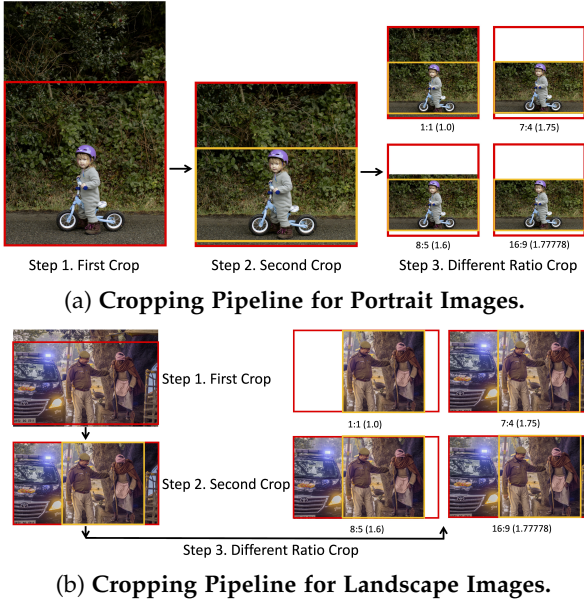 1:1 (1.0)
7:4 (1.75)
8:5 (1.6)
16:9 (1.77778)
Step 1. First Crop
Step 2. Second Crop
Step 3. Different Ratio Crop
(a) Cropping Pipeline for Portrait Images.
Step 1. First Crop
1:1 (1.0)
7:4 (1.75)
Step 2. Second Crop
8:5 (1.6)
16:9 (1.77778)
Step 3. Different Ratio Crop
(b) Cropping Pipeline for Landscape Images.